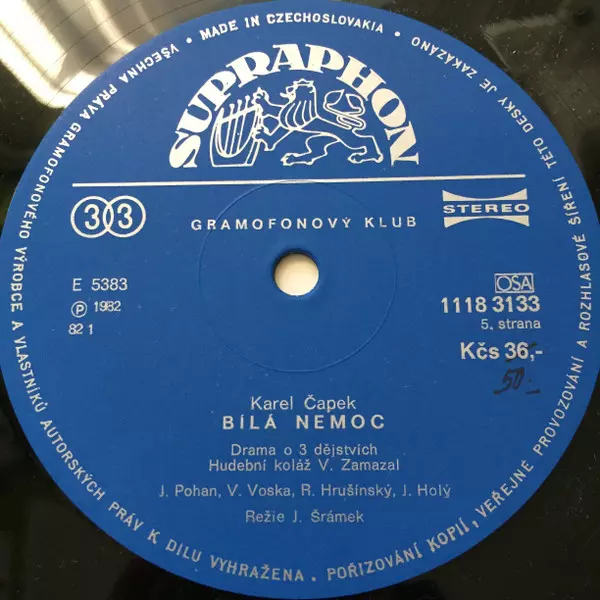 VŠECHNA PRÁVA GRAMOFONOVÉHO VÝROBCE A VLASTNÍKŮ AUTORSKÝCH PRÁV K DÍLU VYHRAŽENA. • POŘIZOVÁNÍ KOPIÍ, VEŘEJNÉ PROVOZOVÁNÍ A ROZHLASOVÉ ŠÍŘENÍ TÉTO DESKY JE ZAKÁZÁNO • MADE IN CZECHOSLOVAKIA •
SUPRAPHON
33
GRAMOFONOVÝ KLUB
STEREO
E 5383
Ⓟ 1982
82 1
OSA
1118 3133
5. strana
Kčs 36,-
50.-
Karel Čapek
BÍLÁ NEMOC
Drama o 3 dějstvích
Hudební koláž V. Zamazal
J. Pohan, V. Voska, R. Hrušínský, J. Holý
Režie J. Šrámek